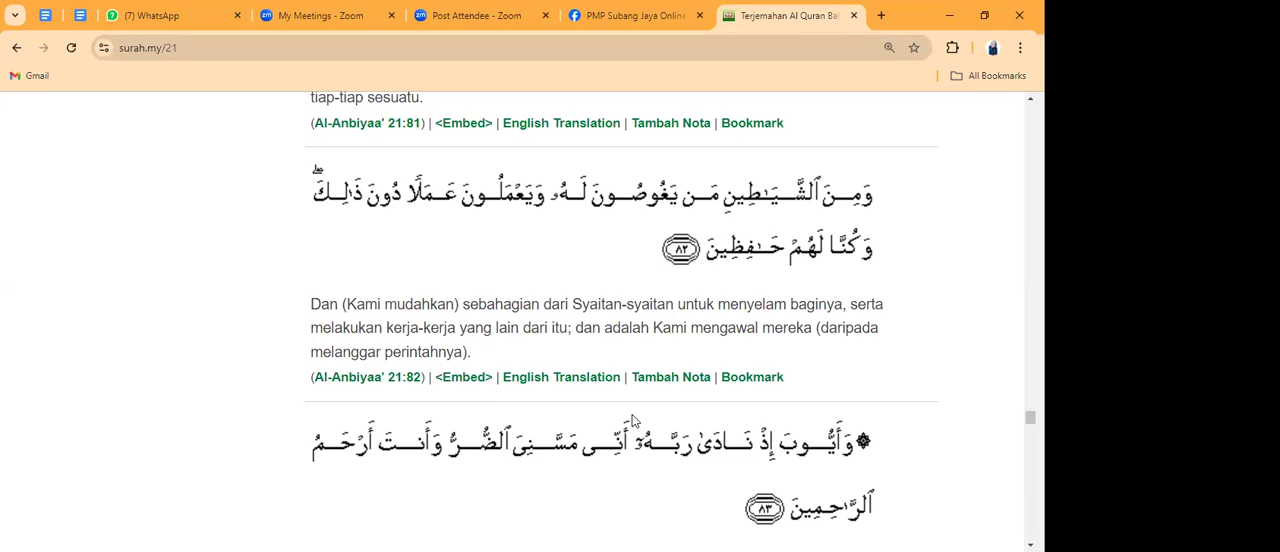 (7) WhatsApp
My Meetings - Zoom
Post Attendee - Zoom
PMP Subang Jaya Online
Terjemahan Al Quran Bah
surah.my/21
Gmail
All Bookmarks
tiap-tiap sesuatu.
(Al-Anbiyaa' 21:81) | <Embed> | English Translation | Tambah Nota | Bookmark
وَمِنَ ٱلشَّيَـٰطِينِ مَن يَغُوصُونَ لَهُۥ وَيَعْمَلُونَ عَمَلًا دُونَ ذَٰلِكَ ۖ
وَكُنَّا لَهُمْ حَـٰفِظِينَ ٨٢
Dan (Kami mudahkan) sebahagian dari Syaitan-syaitan untuk menyelam baginya, serta
melakukan kerja-kerja yang lain dari itu; dan adalah Kami mengawal mereka (daripada
melanggar perintahnya).
(Al-Anbiyaa' 21:82) | <Embed> | English Translation | Tambah Nota | Bookmark
۞ وَأَيُّوبَ إِذْ نَادَىٰ رَبَّهُۥٓ أَنِّى مَسَّنِىَ ٱلضُّرُّ وَأَنتَ أَرْحَمُ
ٱلرَّٰحِمِينَ ٨٣